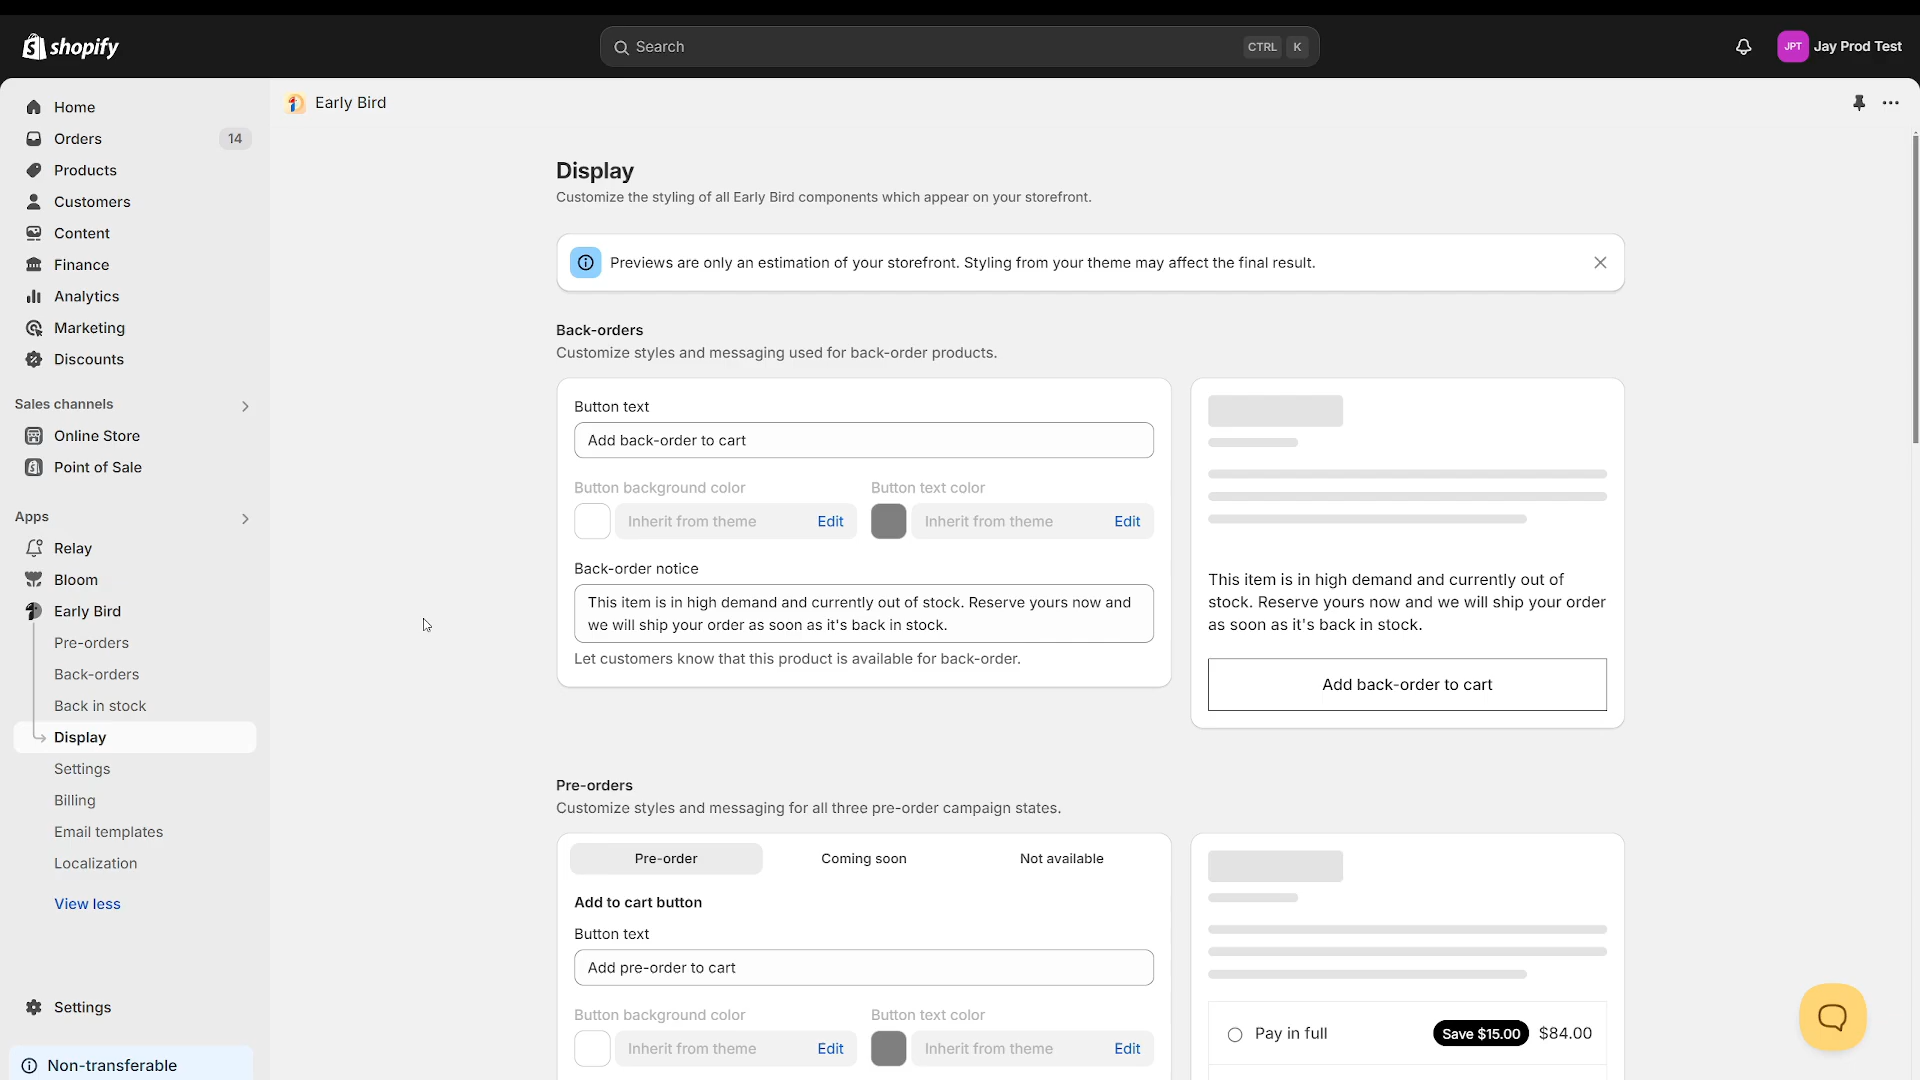 shopify
Search
CTRL K
JPT
Jay Prod Test
Home
Orders
14
Products
Customers
Content
Finance
Analytics
Marketing
Discounts
Sales channels
Online Store
Point of Sale
Apps
Relay
Bloom
Early Bird
Pre-orders
Back-orders
Back in stock
Display
Settings
Billing
Email templates
Localization
View less
Settings
Non-transferable
Early Bird
Display
Customize the styling of all Early Bird components which appear on your storefront.
Previews are only an estimation of your storefront. Styling from your theme may affect the final result.
Back-orders
Customize styles and messaging used for back-order products.
Button text
Add back-order to cart
Button background color
Button text color
Inherit from theme
Edit
Inherit from theme
Edit
Back-order notice
This item is in high demand and currently out of stock. Reserve yours now and
we will ship your order as soon as it's back in stock.
Let customers know that this product is available for back-order.
This item is in high demand and currently out of
stock. Reserve yours now and we will ship your order
as soon as it's back in stock.
Add back-order to cart
Pre-orders
Customize styles and messaging for all three pre-order campaign states.
Pre-order
Coming soon
Not available
Add to cart button
Button text
Add pre-order to cart
Button background color
Button text color
Inherit from theme
Edit
Inherit from theme
Edit
Pay in full
Save $15.00
$84.00